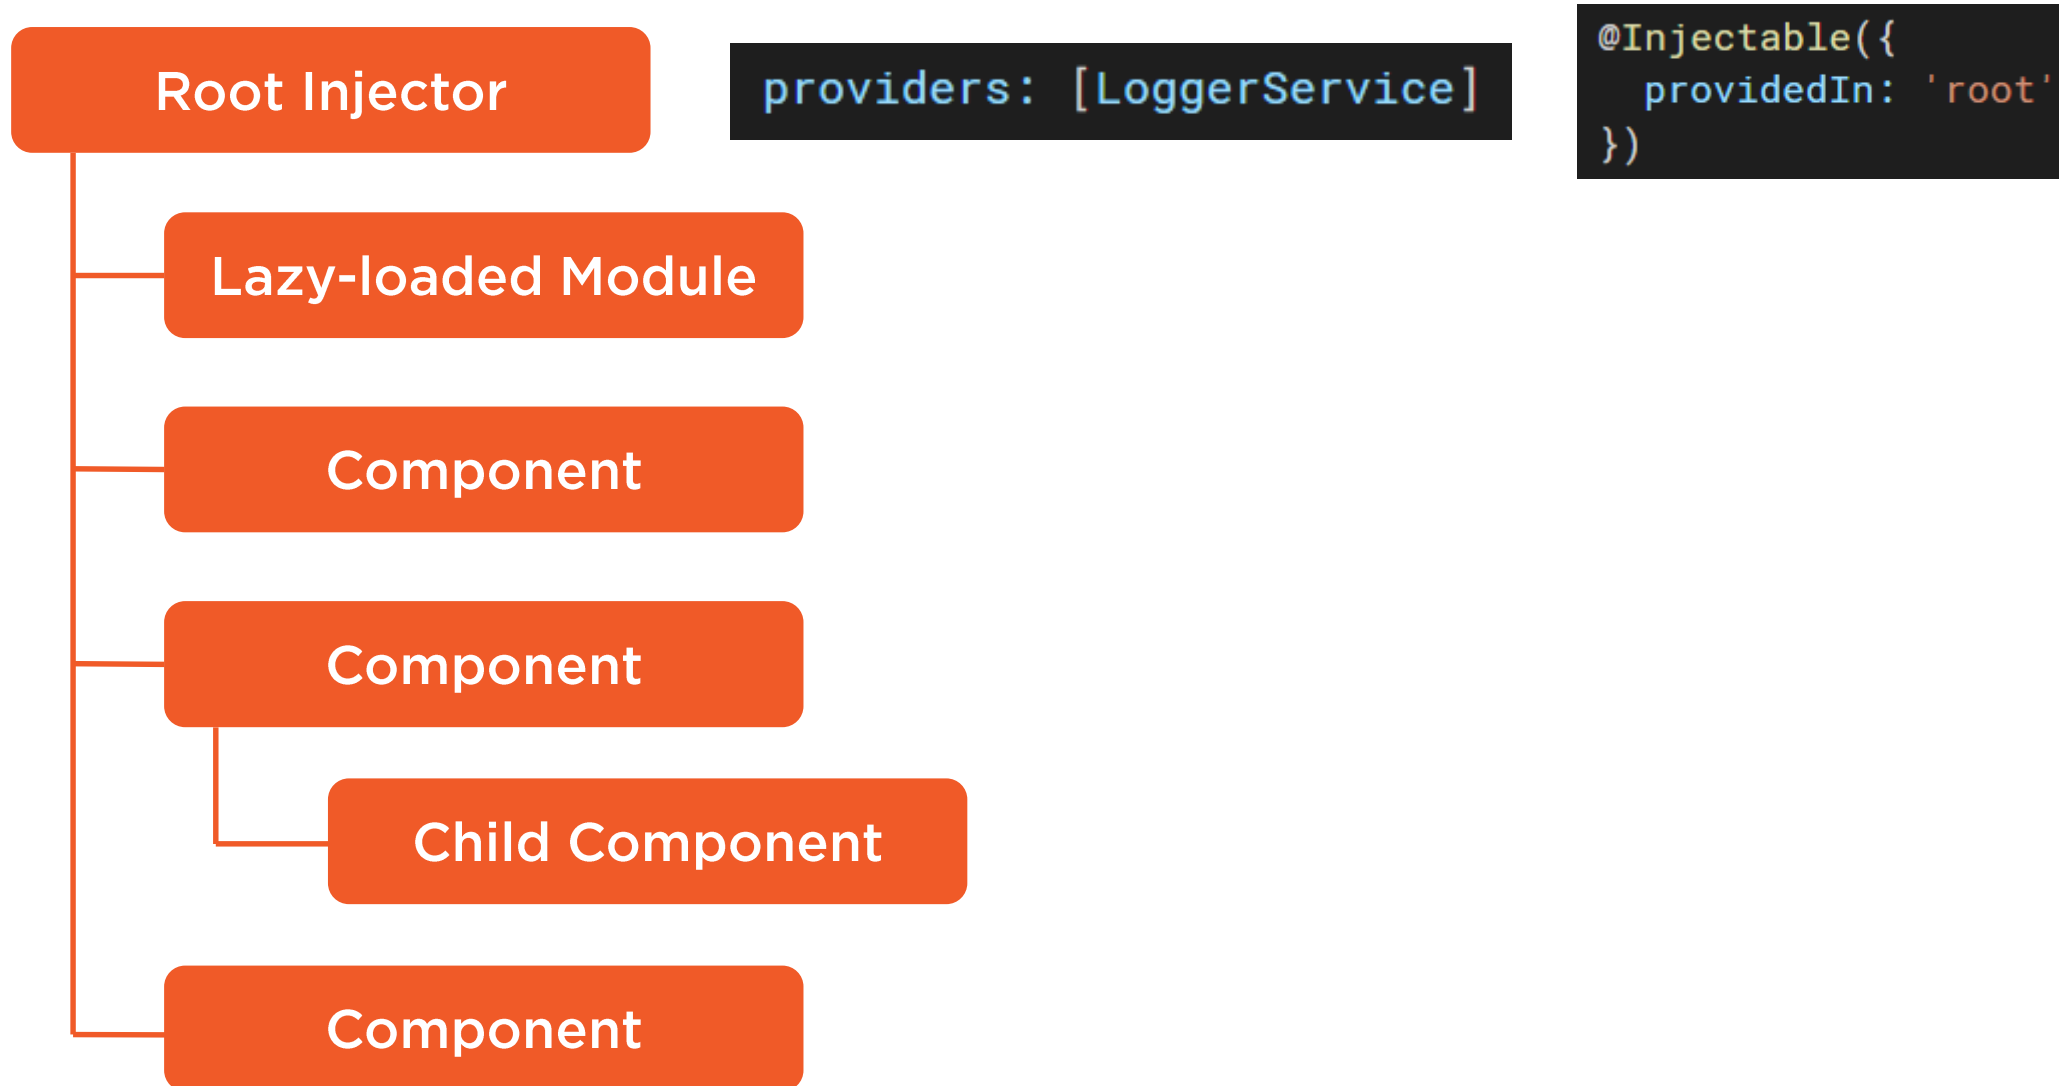 Root Injector
providers: [LoggerService]
@Injectable({
  providedIn: 'root'
})
Lazy-loaded Module
Component
Component
Child Component
Component